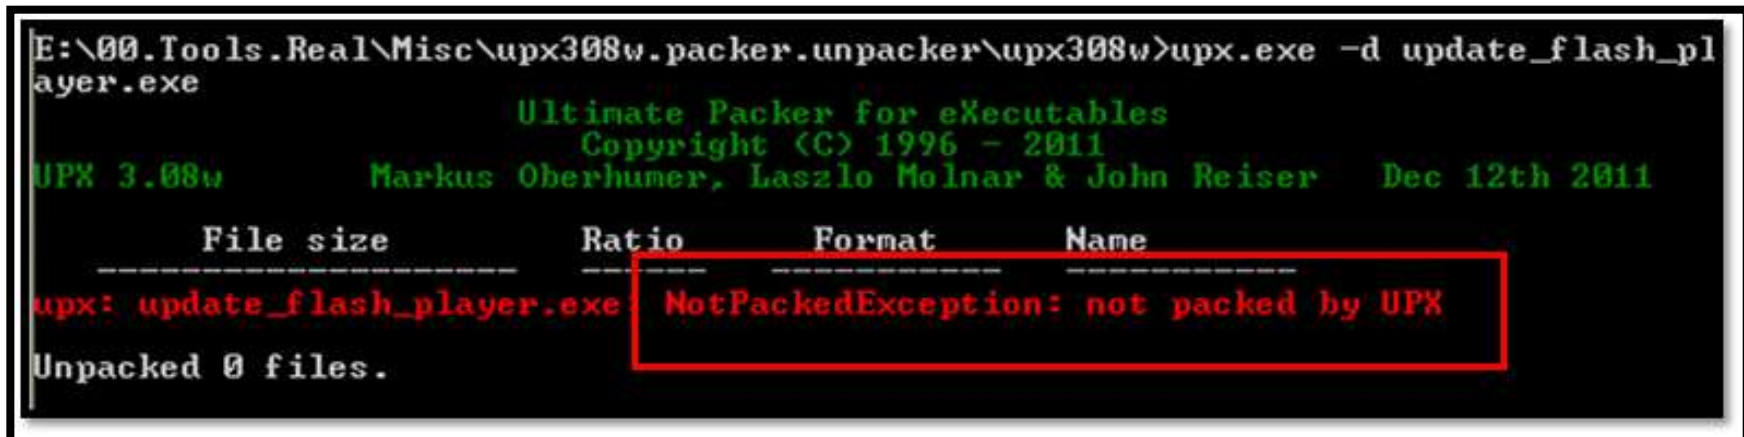 E:\00.Tools.Real\Misc\upx308w.packer.unpacker\upx308w>upx.exe -d update_flash_pl
ayer.exe
Ultimate Packer for eXecutables
Copyright (C) 1996 - 2011
UPX 3.08w Markus Oberhumer, Laszlo Molnar & John Reiser Dec 12th 2011
File size Ratio Format Name
-------------------- ------ ----------- -----------
upx: update_flash_player.exe: NotPackedException: not packed by UPX
Unpacked 0 files.